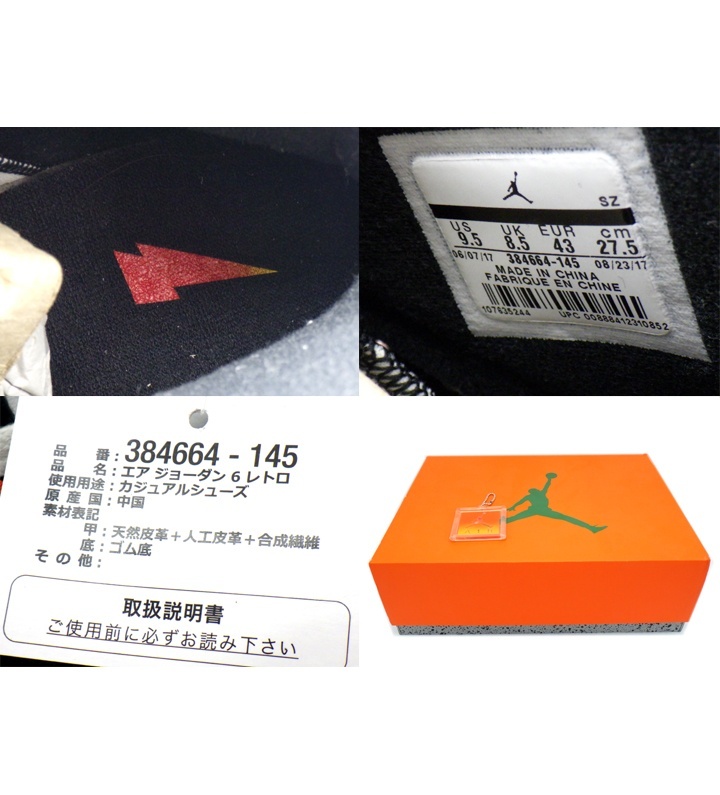 SZ
US UK EUR cm
9.5 8.5 43 27.5
06/07/17 384664-145 08/23/17
MADE IN CHINA
FABRIQUE EN CHINE
107635244 UPC 00888412310852
品 番：384664 - 145
品 名：エア ジョーダン 6 レトロ
使用用途：カジュアルシューズ
原 産 国：中国
素材表記
甲：天然皮革＋人工皮革＋合成繊維
底：ゴム底
そ の 他：
取扱説明書
ご使用前に必ずお読み下さい